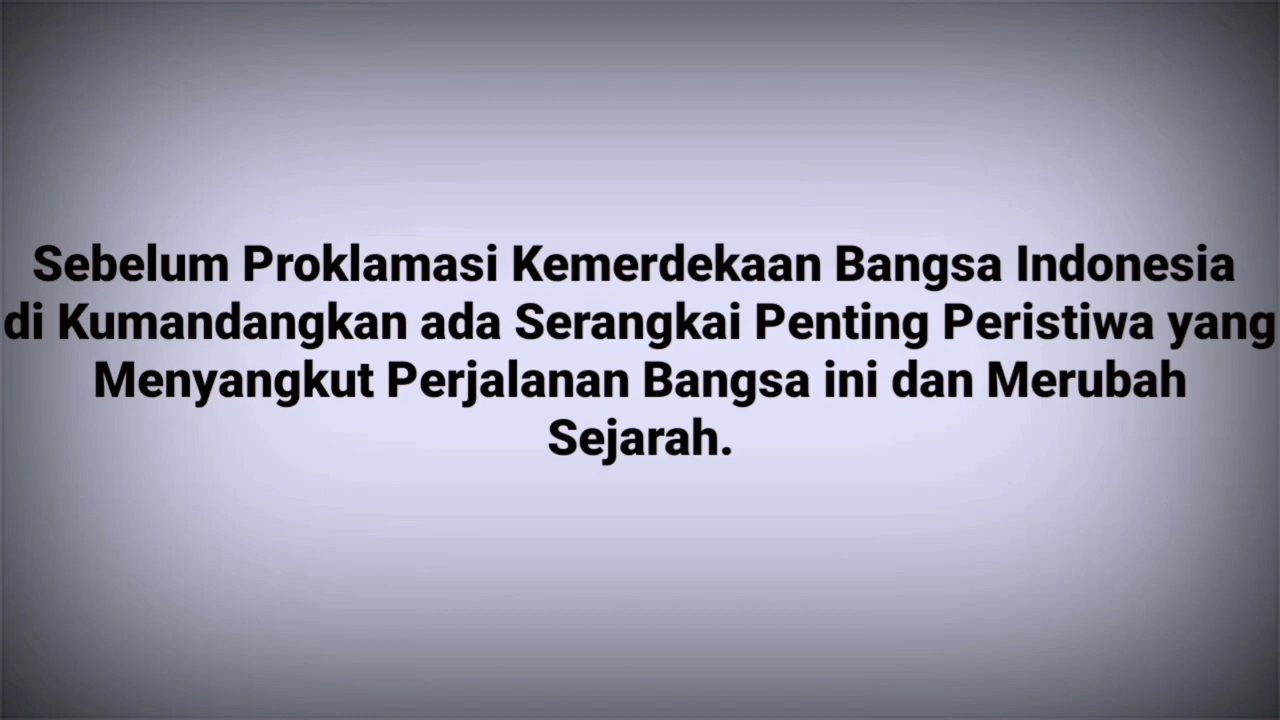 Sebelum Proklamasi Kemerdekaan Bangsa Indonesia
di Kumandangkan ada Serangkai Penting Peristiwa yang
Menyangkut Perjalanan Bangsa ini dan Merubah
Sejarah.